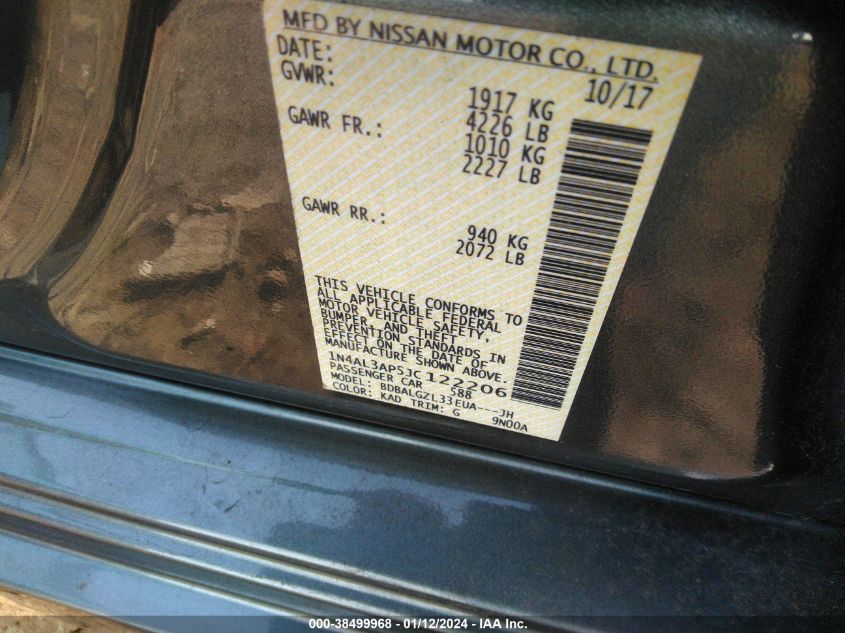 MFD BY NISSAN MOTOR CO., LTD.
DATE: 10/17
GVWR: 1917 KG
4226 LB
GAWR FR.: 1010 KG
2227 LB
GAWR RR.: 940 KG
2072 LB
THIS VEHICLE CONFORMS TO
ALL APPLICABLE FEDERAL
MOTOR VEHICLE SAFETY,
BUMPER, AND THEFT
PREVENTION STANDARDS IN
EFFECT ON THE DATE OF
MANUFACTURE SHOWN ABOVE.
1N4AL3AP5JC122206
PASSENGER CAR 588
MODEL: BDBALGZL33EUA---JH
COLOR: KAD TRIM: G 9N00A
000-38499968 - 01/12/2024 - IAA Inc.